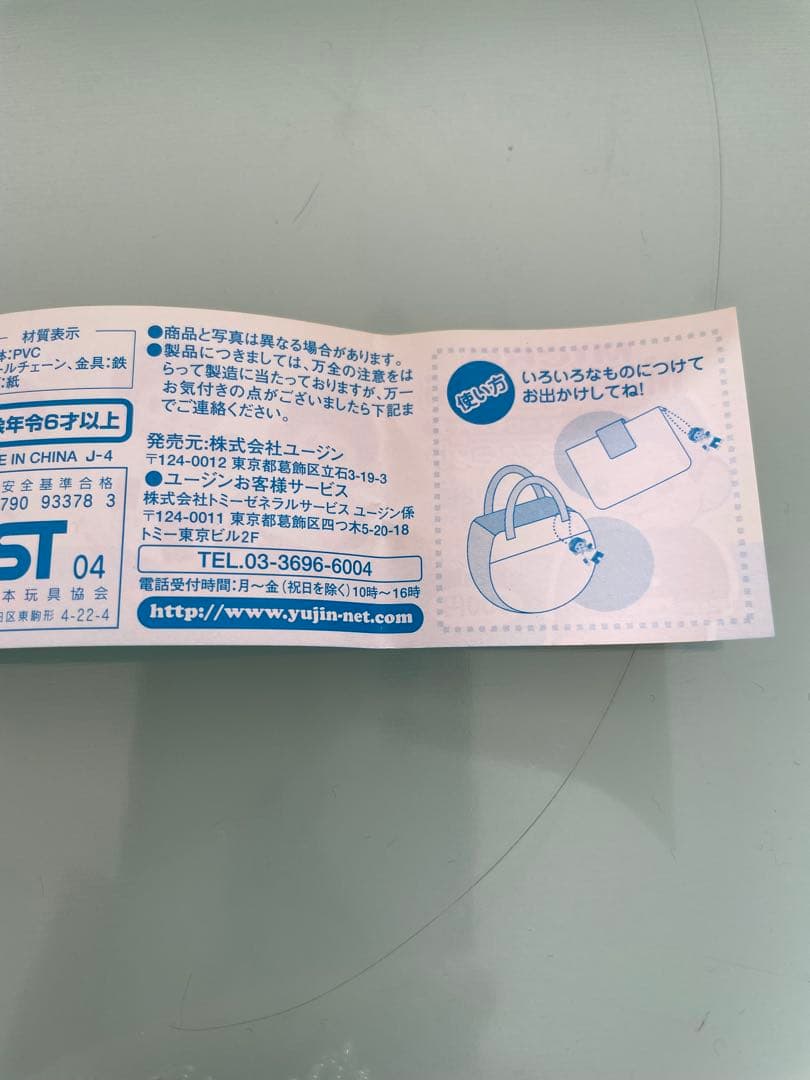 材質表示
体:PVC
ールチェーン、金具:鉄
:紙
年令6才以上
E IN CHINA J-4
安全基準合格
790 93378 3
ST 04
本玩具協会
区東駒形 4-22-4
●商品と写真は異なる場合があります。
●製品につきましては、万全の注意をは
らって製造に当たっておりますが、万一
お気付きの点がございましたら下記ま
でご連絡ください。
発売元:株式会社ユージン
〒124-0012 東京都葛飾区立石3-19-3
●ユージンお客様サービス
株式会社トミーゼネラルサービス ユージン係
〒124-0011 東京都葛飾区四つ木5-20-18
トミー東京ビル2F
TEL.03-3696-6004
電話受付時間:月〜金(祝日を除く)10時〜16時
http://www.yujin-net.com
使い方
いろいろなものにつけて
お出かけしてね!